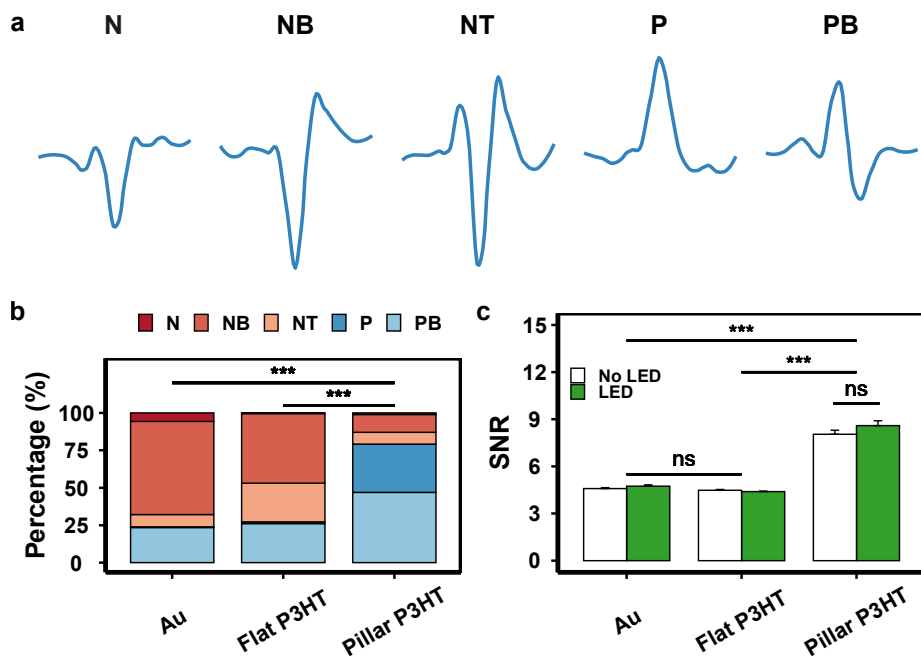 a
N NB NT P PB
b
N NB NT P PB
Percentage (%)
100
75
50
25
0
***
***
Au Flat P3HT Pillar P3HT
c
SNR
15
12
9
6
3
0
***
***
No LED
LED
ns
ns
Au Flat P3HT Pillar P3HT